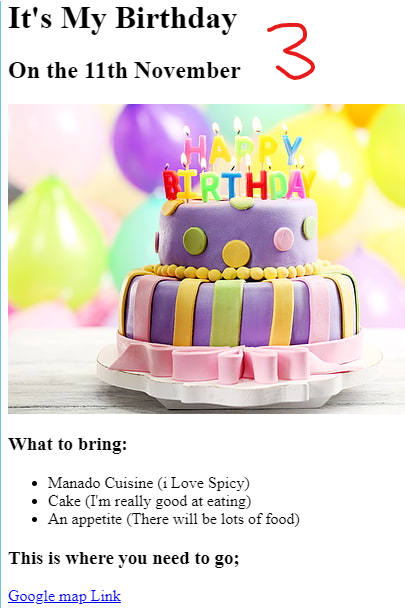 It's My Birthday
3
On the 11th November
HAPPY
BIRTHDAY
What to bring:
Manado Cuisine (i Love Spicy)
Cake (I'm really good at eating)
An appetite (There will be lots of food)
This is where you need to go;
Google map Link